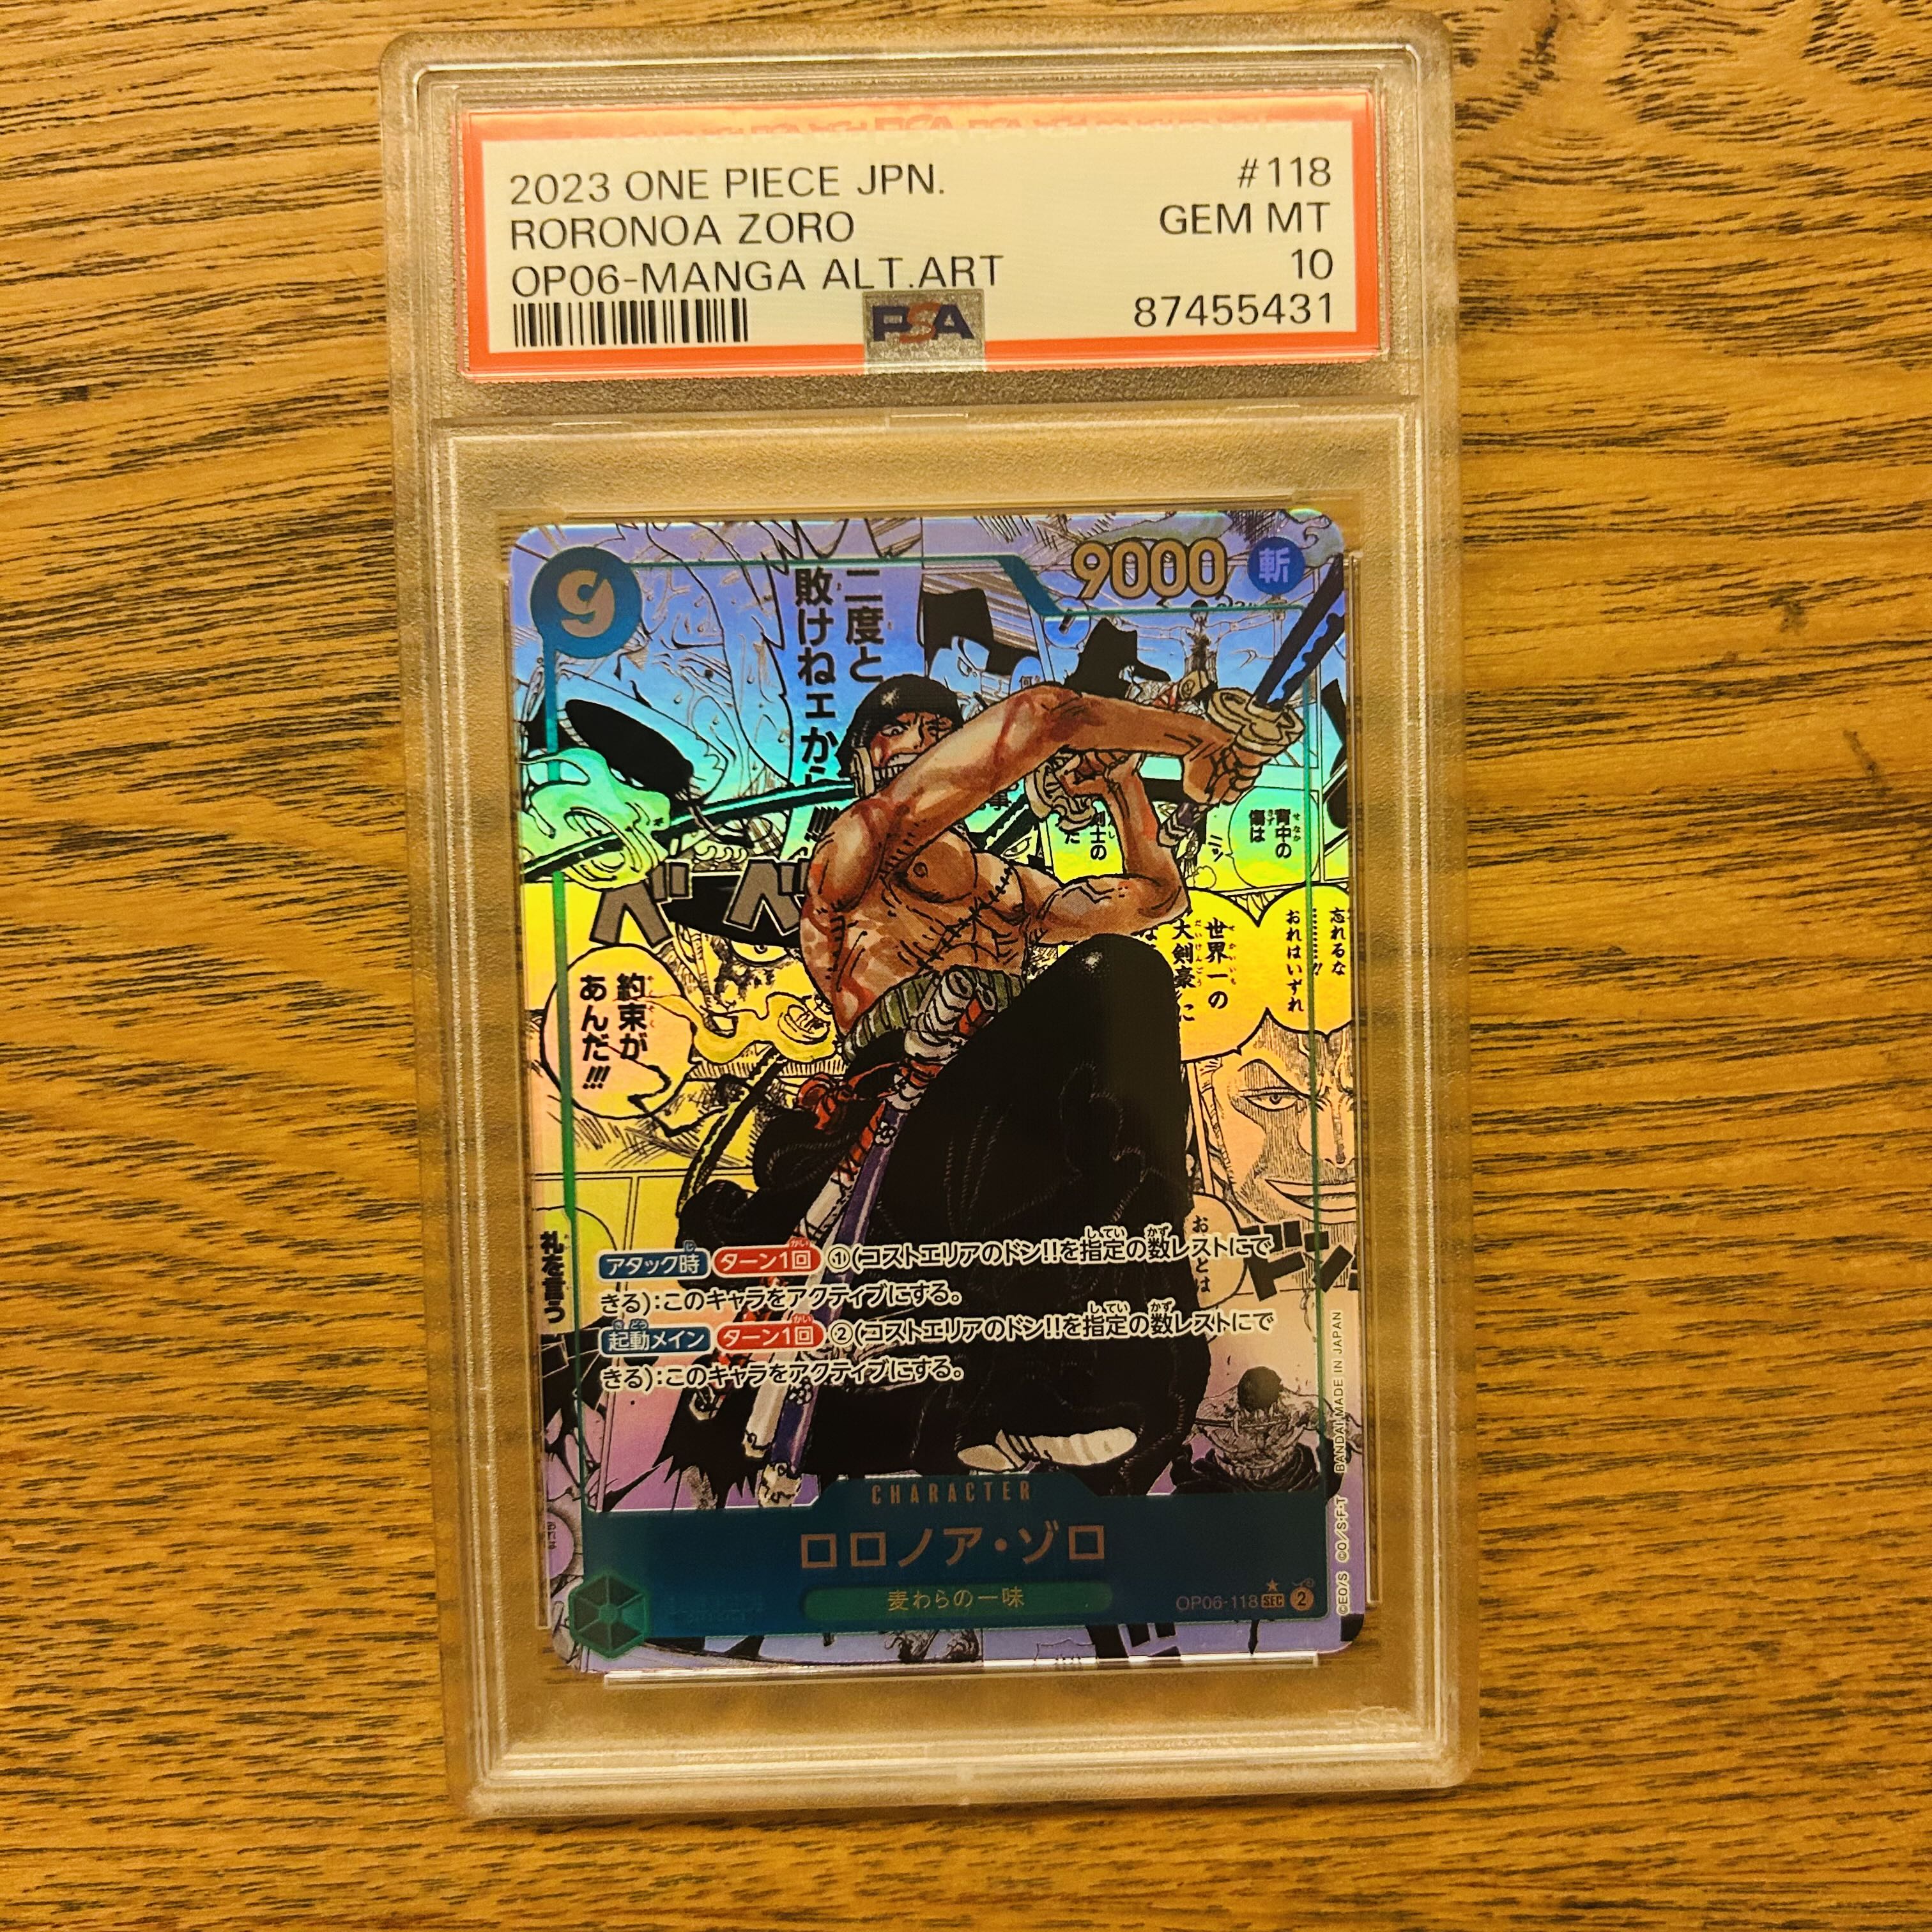 2023 ONE PIECE JPN.
#118
RORONOA ZORO
GEM MT
OP06-MANGA ALT.ART
10
PSA
87455431
9
9000
斬
二度と
敗けねェから
背中の
傷は
剣士の
忘れるな
おれはいずれ
世界一の
大剣豪に
約束が
あんだ!!!
礼を言う
アタック時 ターン1回 ①(コストエリアのドン!!を指定の数レストにで
きる):このキャラをアクティブにする。
起動メイン ターン1回 ②(コストエリアのドン!!を指定の数レストにで
きる):このキャラをアクティブにする。
CHARACTER
ロロノア・ゾロ
麦わらの一味
OP06-118 SEC 2
©EO/S ©O/S・F・T BANDAI MADE IN JAPAN